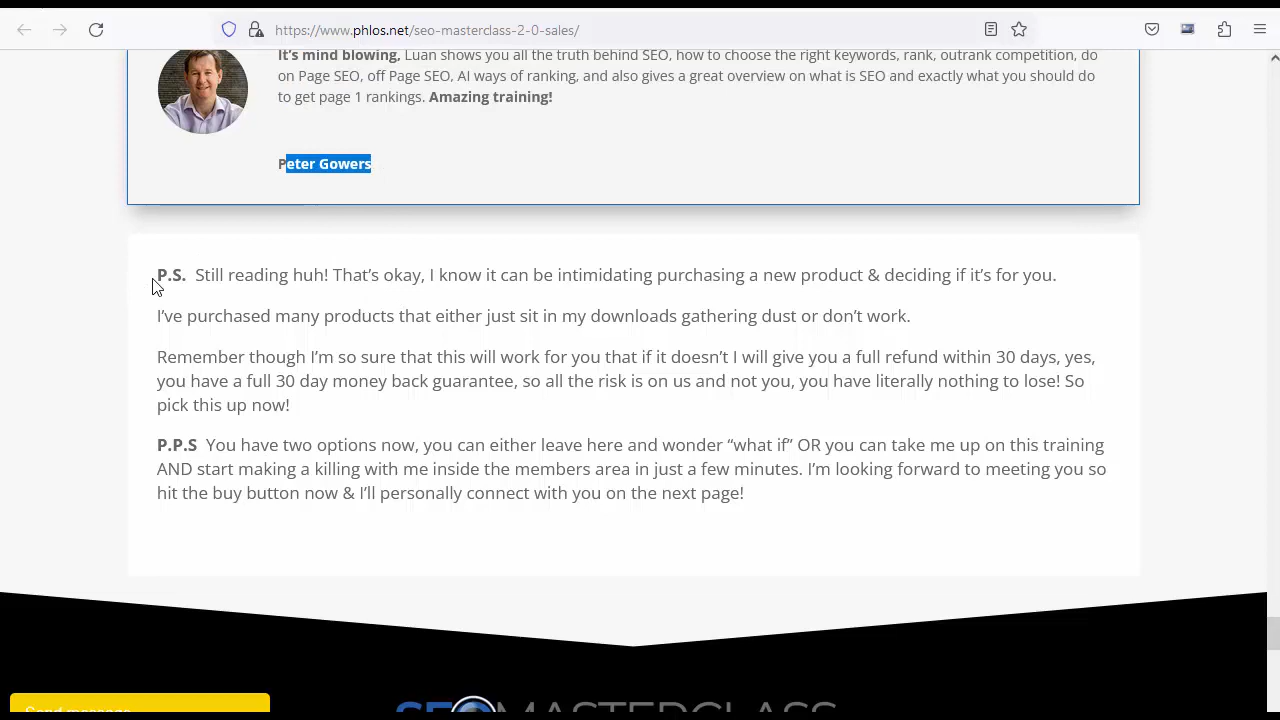 https://www.phlos.net/seo-masterclass-2-0-sales/
It's mind blowing, Luan shows you all the truth behind SEO, how to choose the right keywords, rank, outrank competition, do
on Page SEO, off Page SEO, AI ways of ranking, and also gives a great overview on what is SEO and exactly what you should do
to get page 1 rankings. Amazing training!
Peter Gowers
P.S. Still reading huh! That's okay, I know it can be intimidating purchasing a new product & deciding if it's for you.
I've purchased many products that either just sit in my downloads gathering dust or don't work.
Remember though I'm so sure that this will work for you that if it doesn't I will give you a full refund within 30 days, yes,
you have a full 30 day money back guarantee, so all the risk is on us and not you, you have literally nothing to lose! So
pick this up now!
P.P.S You have two options now, you can either leave here and wonder “what if” OR you can take me up on this training
AND start making a killing with me inside the members area in just a few minutes. I'm looking forward to meeting you so
hit the buy button now & I'll personally connect with you on the next page!
Send message
SEO MASTERCLASS